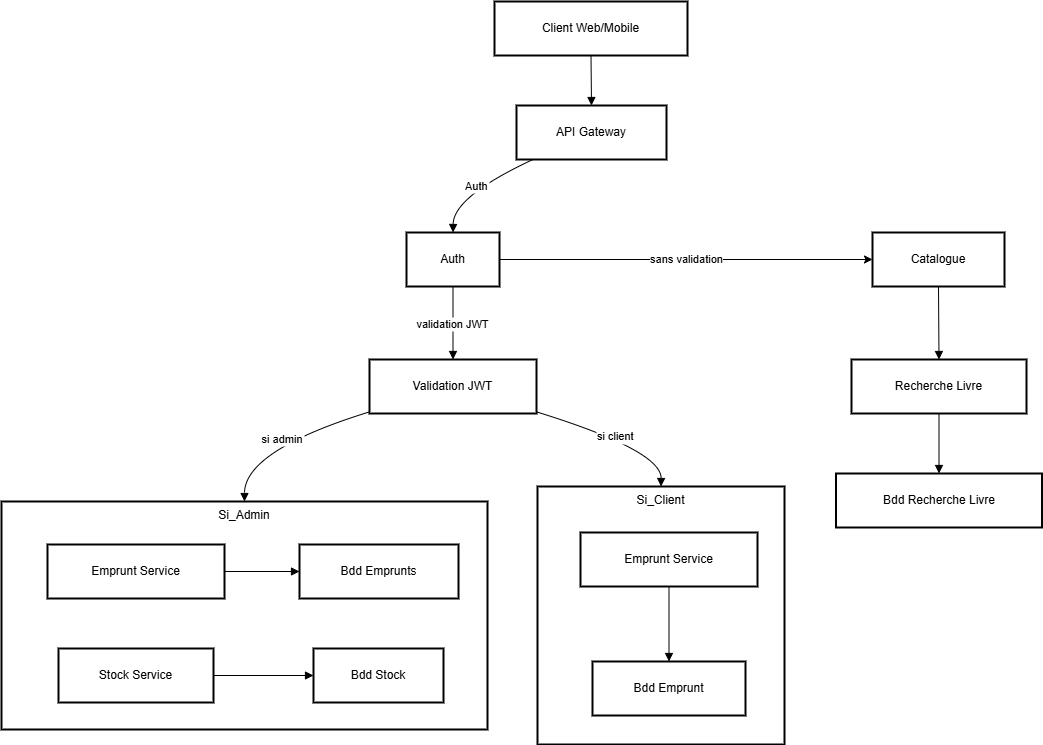 Client Web/Mobile
API Gateway
Auth
Auth
sans validation
Catalogue
validation JWT
Validation JWT
Recherche Livre
si admin
si client
Bdd Recherche Livre
Si_Admin
Emprunt Service
Bdd Emprunts
Stock Service
Bdd Stock
Si_Client
Emprunt Service
Bdd Emprunt